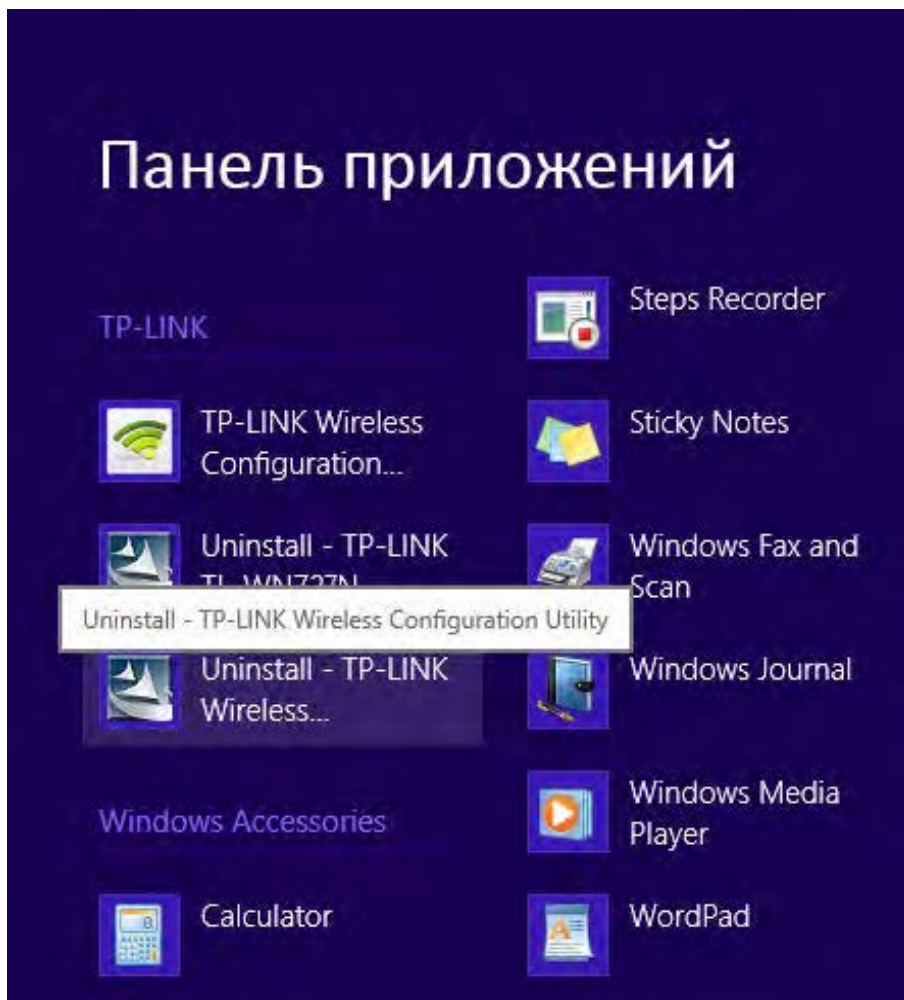 Панель приложений
TP-LINK
TP-LINK Wireless
Configuration...
Uninstall - TP-LINK
TL-WN727N
Uninstall - TP-LINK Wireless Configuration Utility
Uninstall - TP-LINK
Wireless...
Windows Accessories
Calculator
Steps Recorder
Sticky Notes
Windows Fax and
Scan
Windows Journal
Windows Media
Player
WordPad